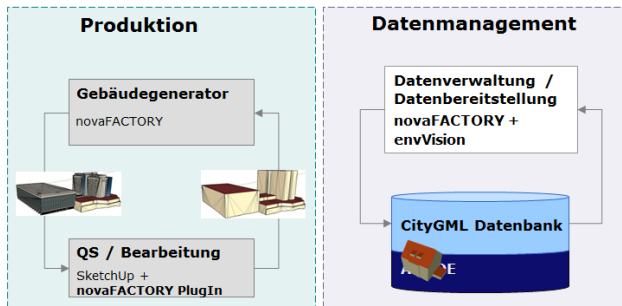 Produktion
Gebäudegenerator
novaFACTORY
QS / Bearbeitung
SketchUp +
novaFACTORY PlugIn
Datenmanagement
Datenverwaltung /
Datenbereitstellung
novaFACTORY +
envVision
CityGML Datenbank